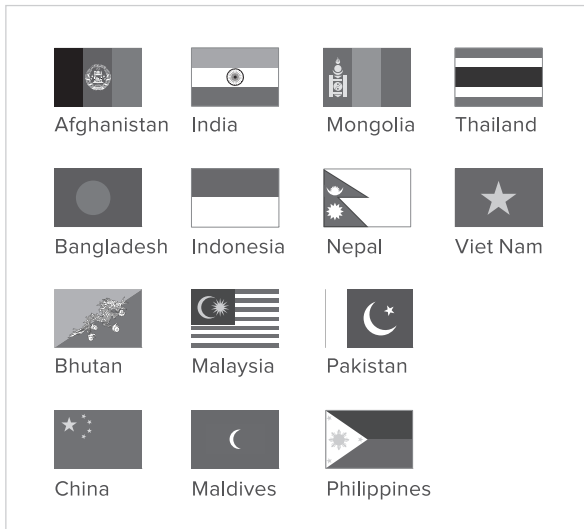 Afghanistan India Mongolia Thailand
Bangladesh Indonesia Nepal Viet Nam
Bhutan Malaysia Pakistan
China Maldives Philippines